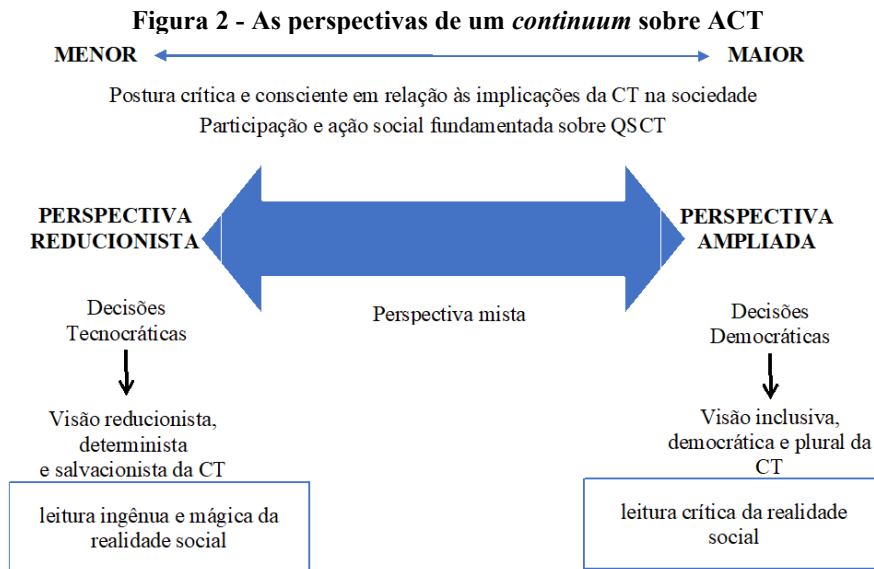 Figura 2 - As perspectivas de um continuum sobre ACT
MENOR
MAIOR
Postura crítica e consciente em relação às implicações da CT na sociedade
Participação e ação social fundamentada sobre QSCT
PERSPECTIVA
REDUCIONISTA
PERSPECTIVA
AMPLIADA
Decisões
Tecnocráticas
Perspectiva mista
Decisões
Democráticas
Visão reducionista,
determinista
e salvacionista da CT
Visão inclusiva,
democrática e plural da
CT
leitura ingênua e mágica da
realidade social
leitura crítica da realidade
social